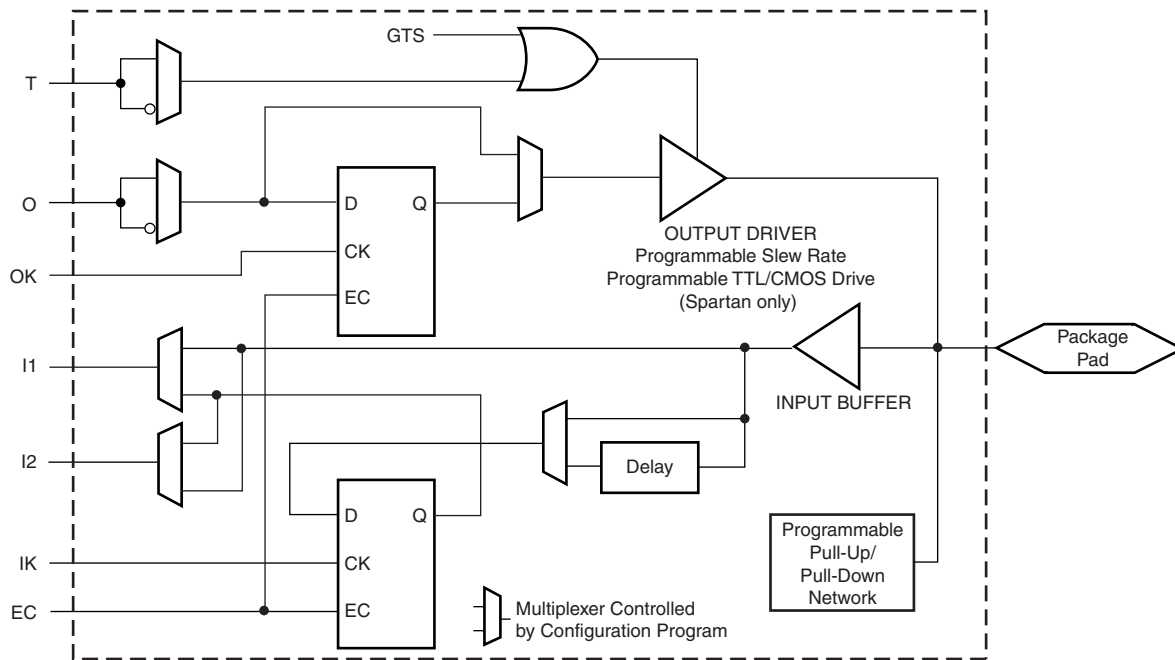 GTS
T
O
D
Q
CK
EC
OK
OUTPUT DRIVER
Programmable Slew Rate
Programmable TTL/CMOS Drive
(Spartan only)
I1
Package
Pad
INPUT BUFFER
I2
Delay
D
Q
CK
EC
IK
EC
Programmable
Pull-Up/
Pull-Down
Network
Multiplexer Controlled
by Configuration Program